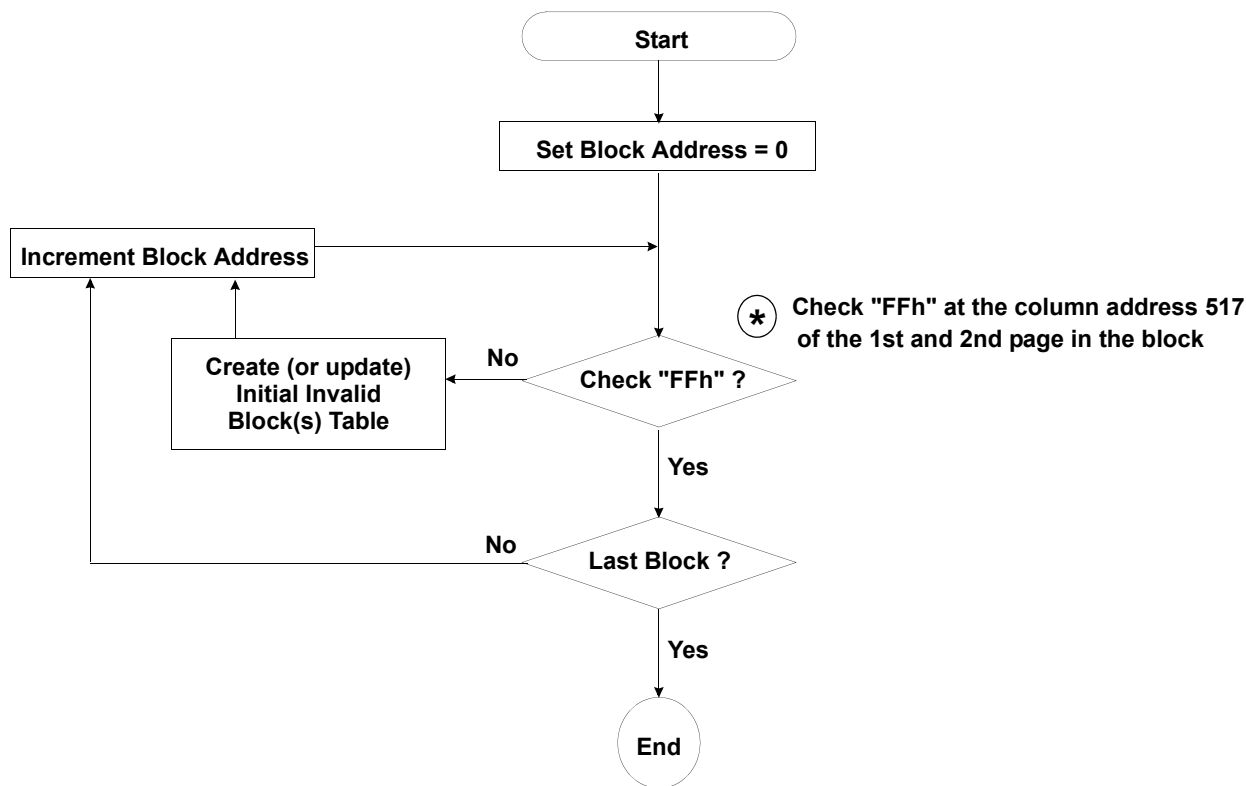 Start
Set Block Address = 0
Increment Block Address
* Check "FFh" at the column address 517
of the 1st and 2nd page in the block
No
Create (or update)
Initial Invalid
Block(s) Table
Check "FFh" ?
Yes
No
Last Block ?
Yes
End